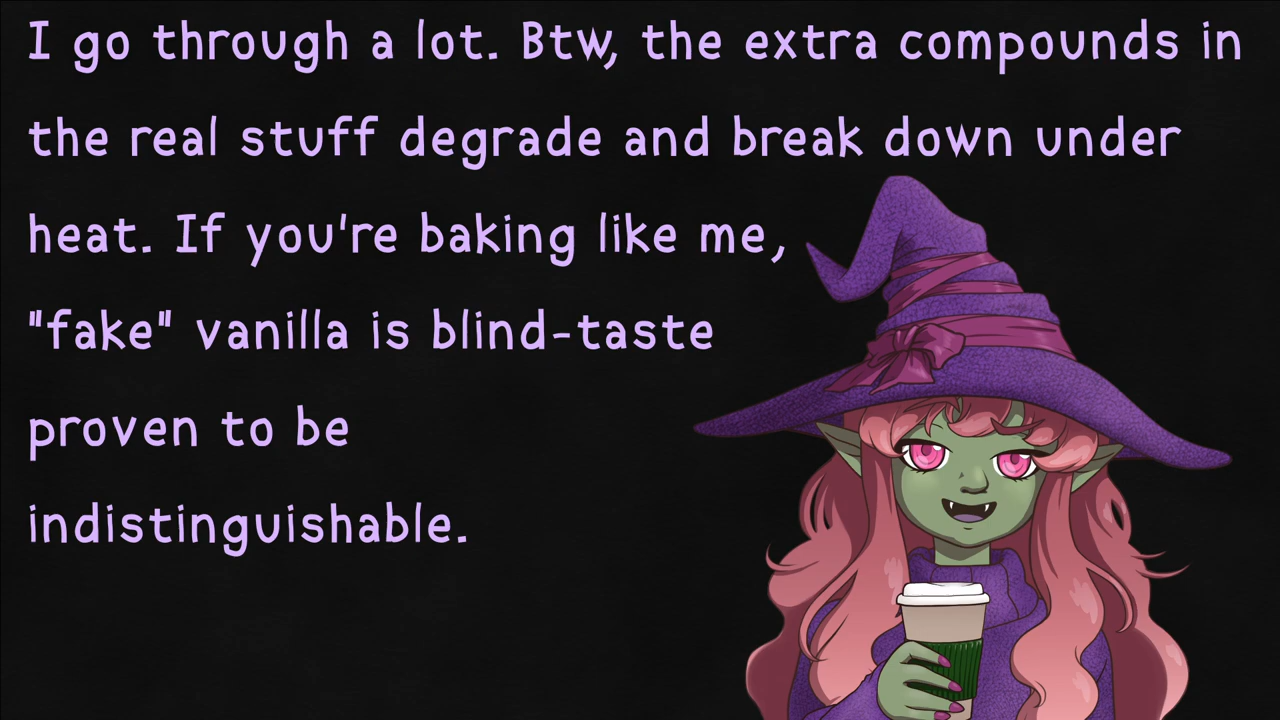 I go through a lot. Btw, the extra compounds in
the real stuff degrade and break down under
heat. If you're baking like me,
"fake" vanilla is blind-taste
proven to be
indistinguishable.